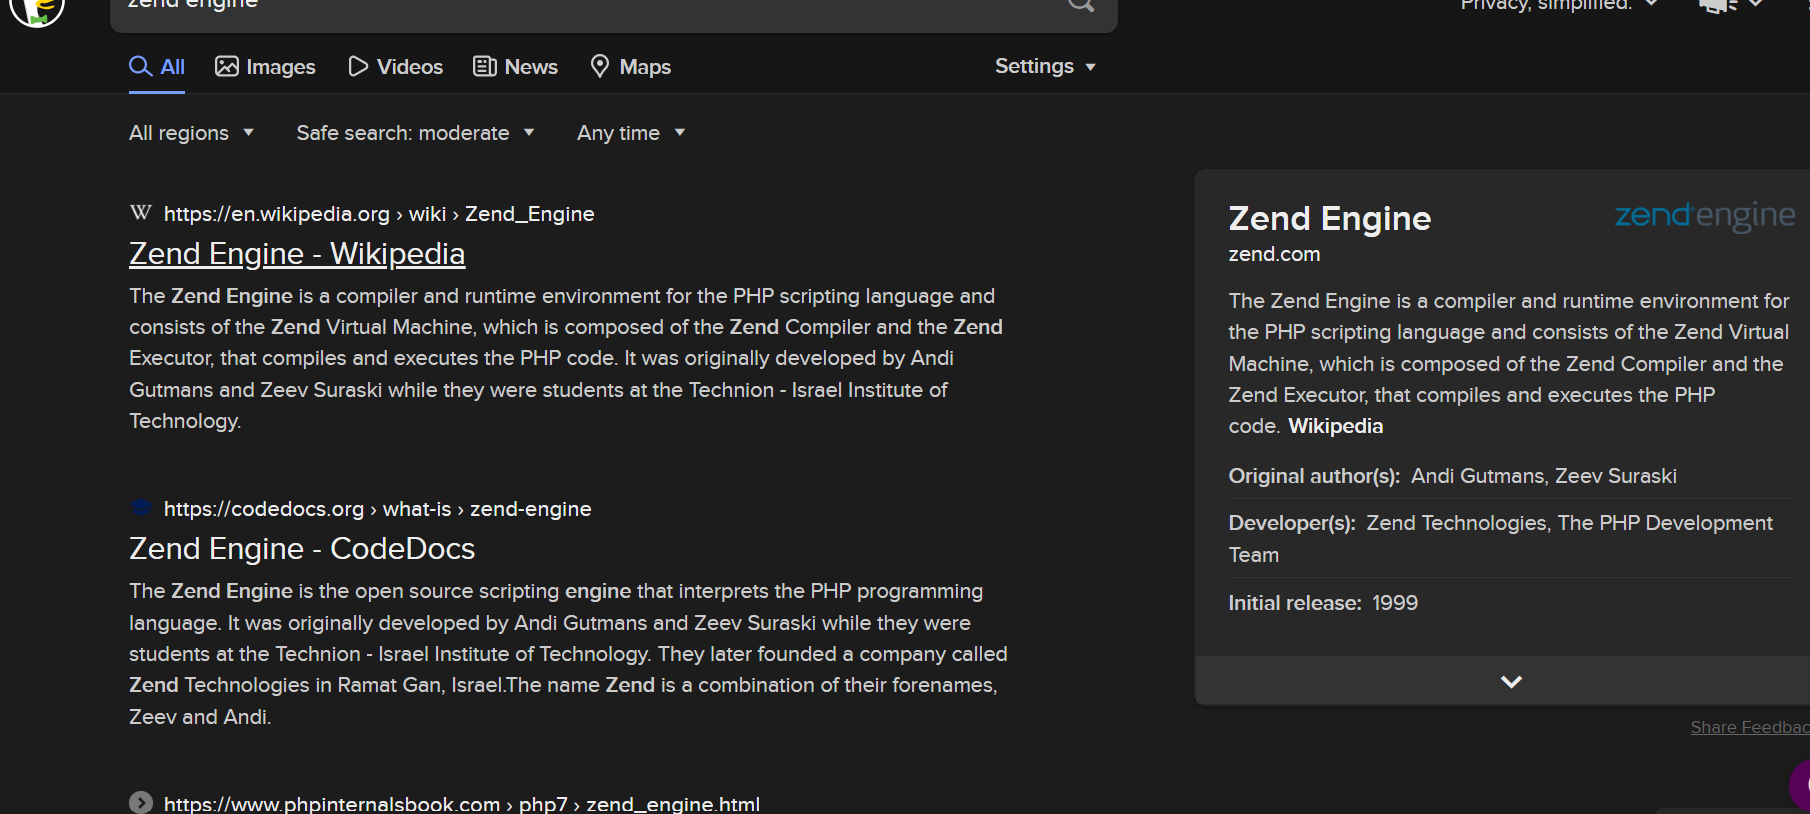 zend engine
Privacy, simplified.
All
Images
Videos
News
Maps
Settings
All regions
Safe search: moderate
Any time
W https://en.wikipedia.org › wiki › Zend_Engine
Zend Engine - Wikipedia
The Zend Engine is a compiler and runtime environment for the PHP scripting language and
consists of the Zend Virtual Machine, which is composed of the Zend Compiler and the Zend
Executor, that compiles and executes the PHP code. It was originally developed by Andi
Gutmans and Zeev Suraski while they were students at the Technion - Israel Institute of
Technology.
https://codedocs.org › what-is › zend-engine
Zend Engine - CodeDocs
The Zend Engine is the open source scripting engine that interprets the PHP programming
language. It was originally developed by Andi Gutmans and Zeev Suraski while they were
students at the Technion - Israel Institute of Technology. They later founded a company called
Zend Technologies in Ramat Gan, Israel.The name Zend is a combination of their forenames,
Zeev and Andi.
https://www.phpinternalsbook.com › php7 › zend_engine.html
Zend Engine
zend engine
zend.com
The Zend Engine is a compiler and runtime environment for
the PHP scripting language and consists of the Zend Virtual
Machine, which is composed of the Zend Compiler and the
Zend Executor, that compiles and executes the PHP
code. Wikipedia
Original author(s): Andi Gutmans, Zeev Suraski
Developer(s): Zend Technologies, The PHP Development
Team
Initial release: 1999
Share Feedbac